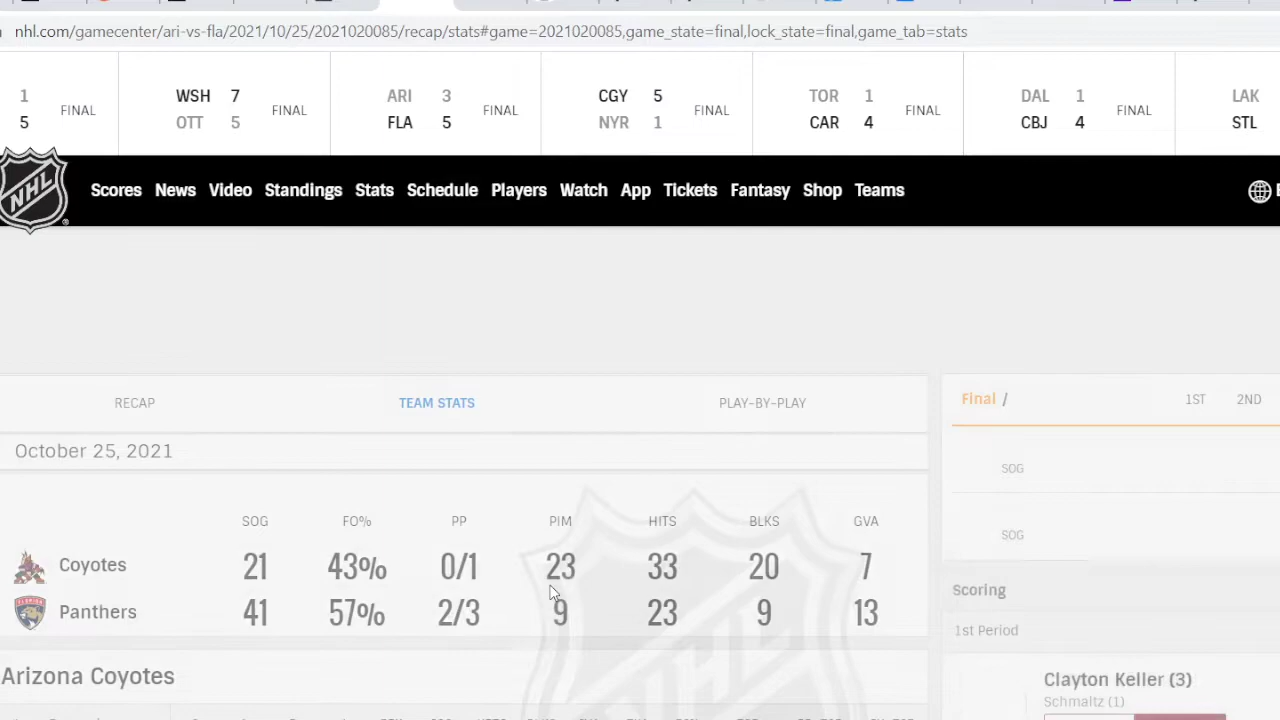 nhl.com/gamecenter/ari-vs-fla/2021/10/25/2021020085/recap/stats#game=2021020085,game_state=final,lock_state=final,game_tab=stats
1 WSH 7 ARI 3 CGY 5 TOR 1 DAL 1 LAK
FINAL FINAL FINAL FINAL FINAL FINAL
5 OTT 5 FLA 5 NYR 1 CAR 4 CBJ 4 STL
NHL Scores News Video Standings Stats Schedule Players Watch App Tickets Fantasy Shop Teams
RECAP TEAM STATS PLAY-BY-PLAY
October 25, 2021
SOG FO% PP PIM HITS BLKS GVA
Coyotes 21 43% 0/1 23 33 20 7
Panthers 41 57% 2/3 9 23 9 13
Arizona Coyotes
Final / 1ST 2ND
SOG
SOG
Scoring
1st Period
Clayton Keller (3)
Schmaltz (1)